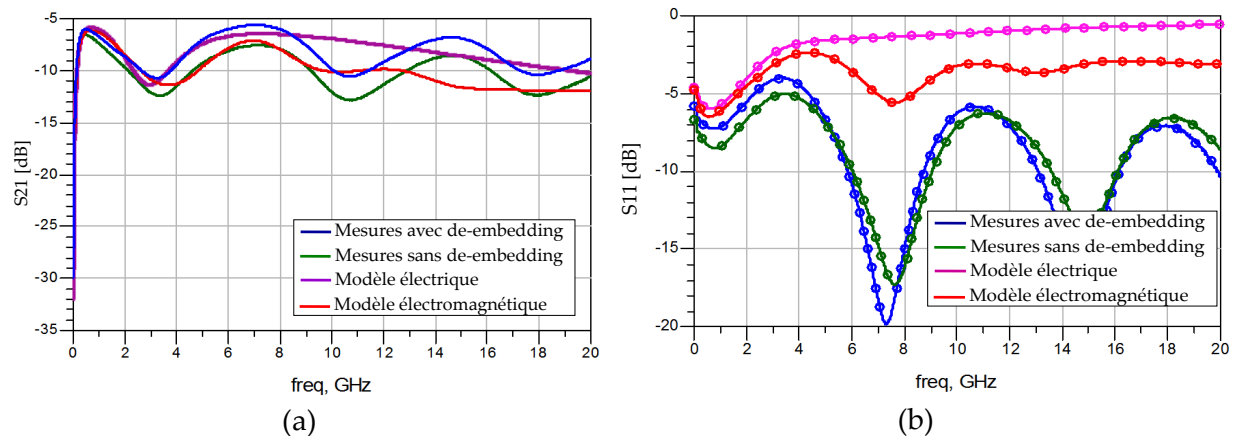 -5
-10
-15
-20
-25
-30
-35
S21 [dB]
Mesures avec de-embedding
Mesures sans de-embedding
Modèle électrique
Modèle électromagnétique
0 2 4 6 8 10 12 14 16 18 20
freq, GHz
(a)
0
-5
-10
-15
-20
S11 [dB]
Mesures avec de-embedding
Mesures sans de-embedding
Modèle électrique
Modèle électromagnétique
0 2 4 6 8 10 12 14 16 18 20
freq, GHz
(b)